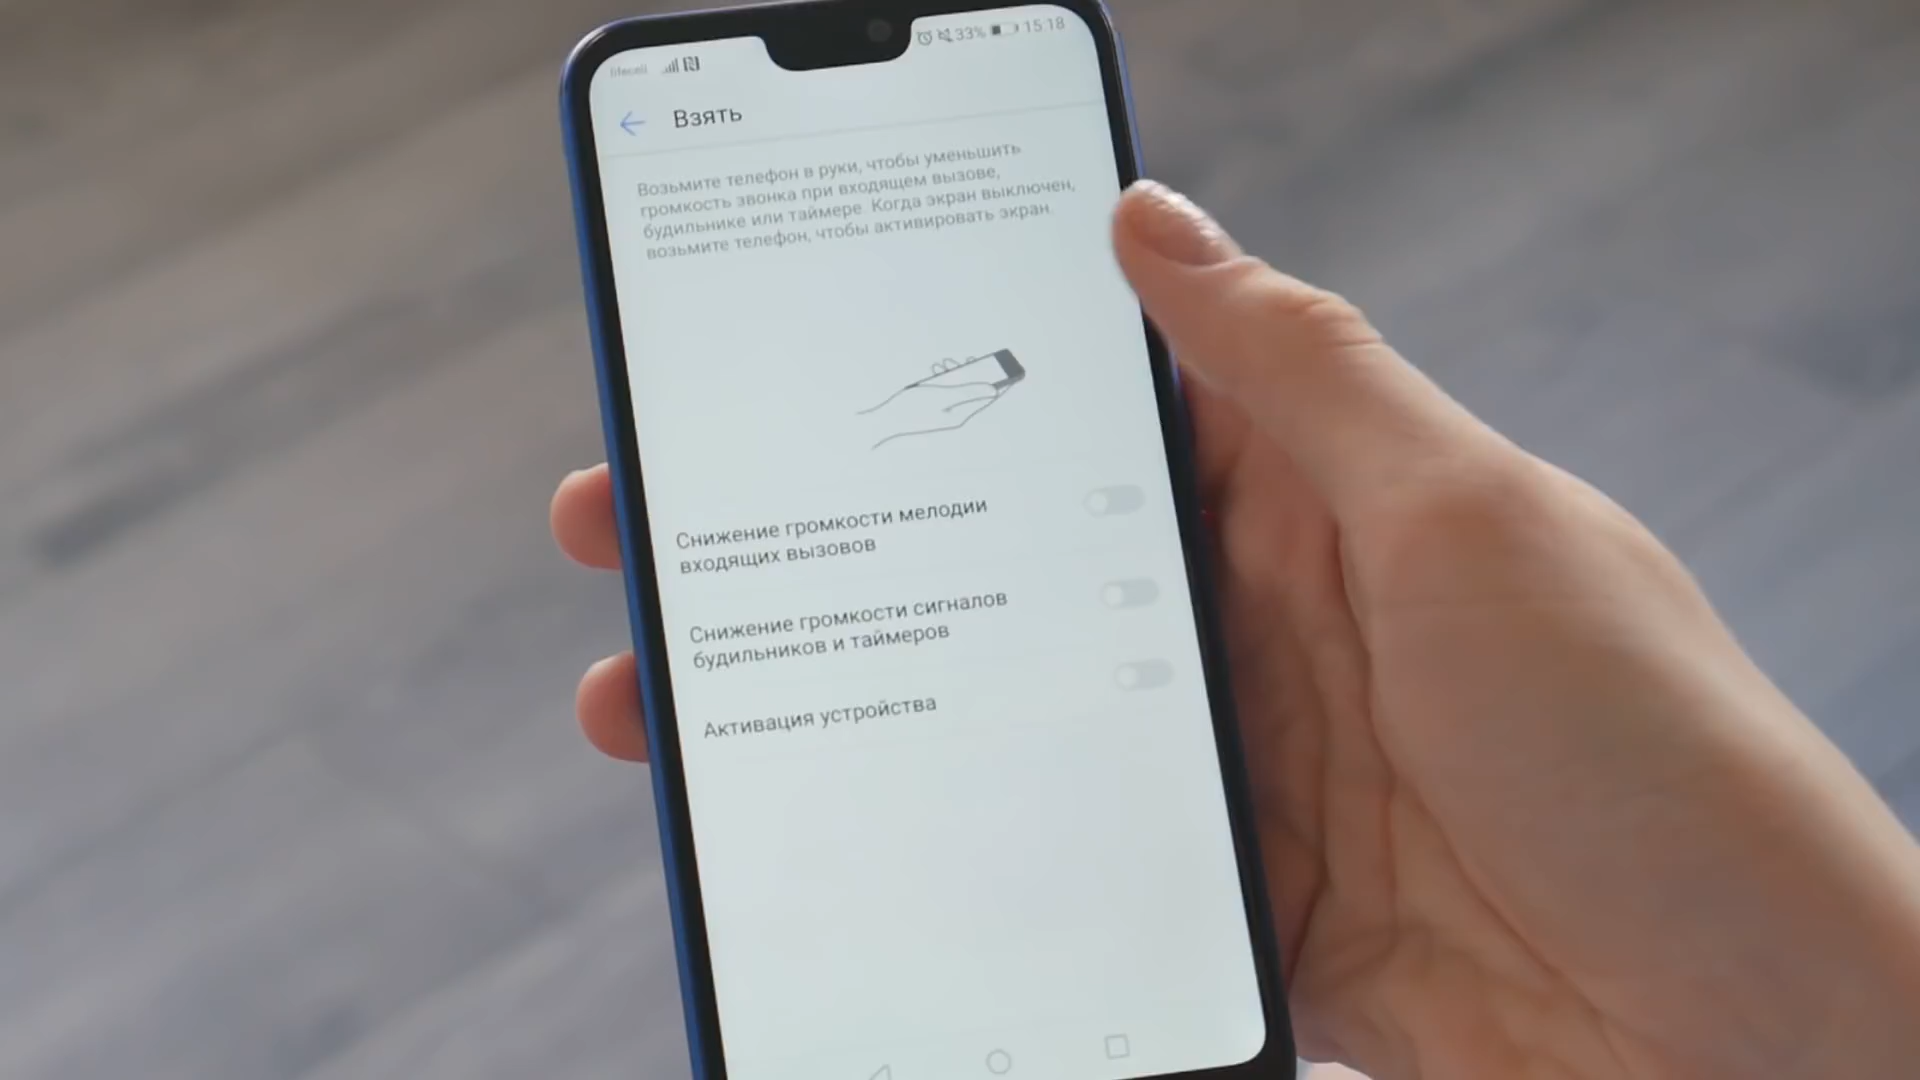 lifecell 33% 15:18
Взять
Возьмите телефон в руки, чтобы уменьшить
громкость звонка при входящем вызове,
будильнике или таймере. Когда экран выключен,
возьмите телефон, чтобы активировать экран.
Снижение громкости мелодии
входящих вызовов
Снижение громкости сигналов
будильников и таймеров
Активация устройства